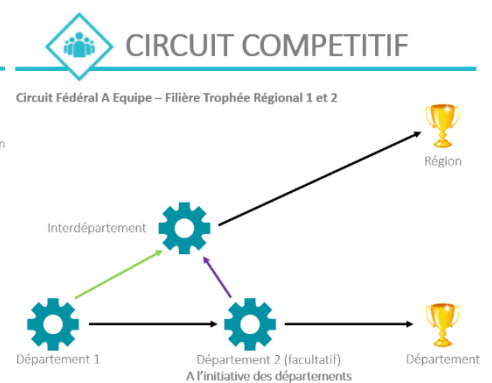 CIRCUIT COMPETITIF
Circuit Fédéral A Equipe – Filière Trophée Régional 1 et 2
n
Région
Interdépartement
Département 1
Département 2 (facultatif)
A l'initiative des départements
Département